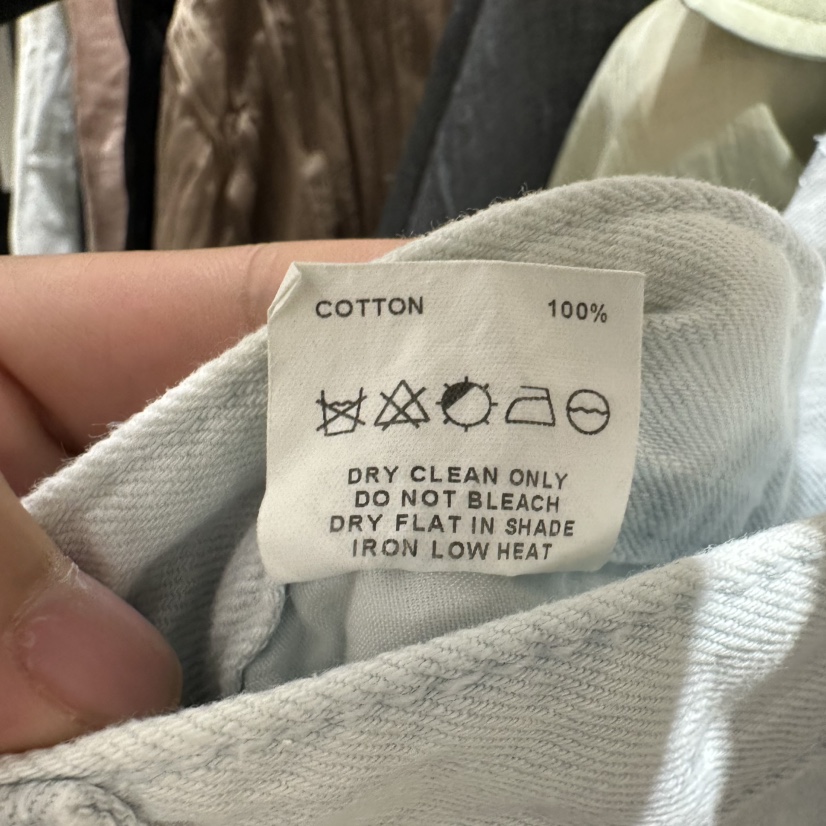 COTTON 100%
DRY CLEAN ONLY
DO NOT BLEACH
DRY FLAT IN SHADE
IRON LOW HEAT